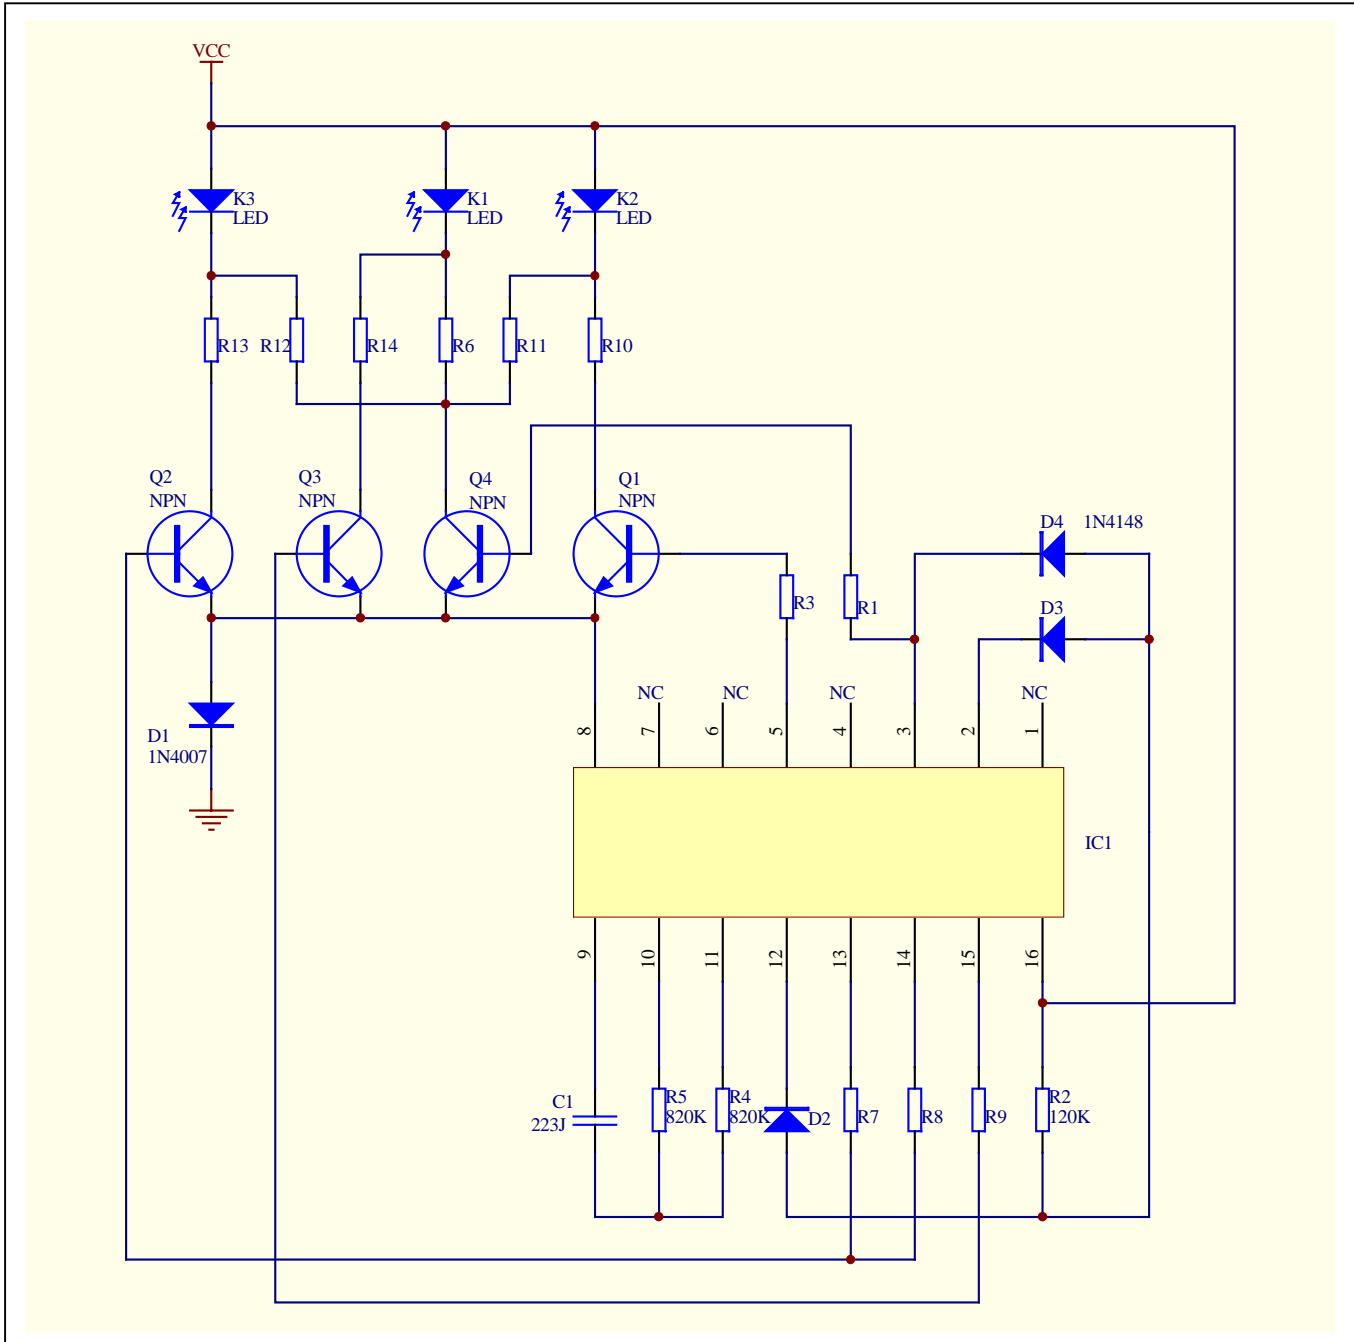 VCC
K3
LED
K1
LED
K2
LED
R13
R12
R14
R6
R11
R10
Q2
NPN
Q3
NPN
Q4
NPN
Q1
NPN
D4 1N4148
R3
R1
D3
NC
NC
NC
NC
8
7
6
5
4
3
2
1
D1
1N4007
IC1
9
10
11
12
13
14
15
16
C1
223J
R5
820K
R4
820K
D2
R7
R8
R9
R2
120K